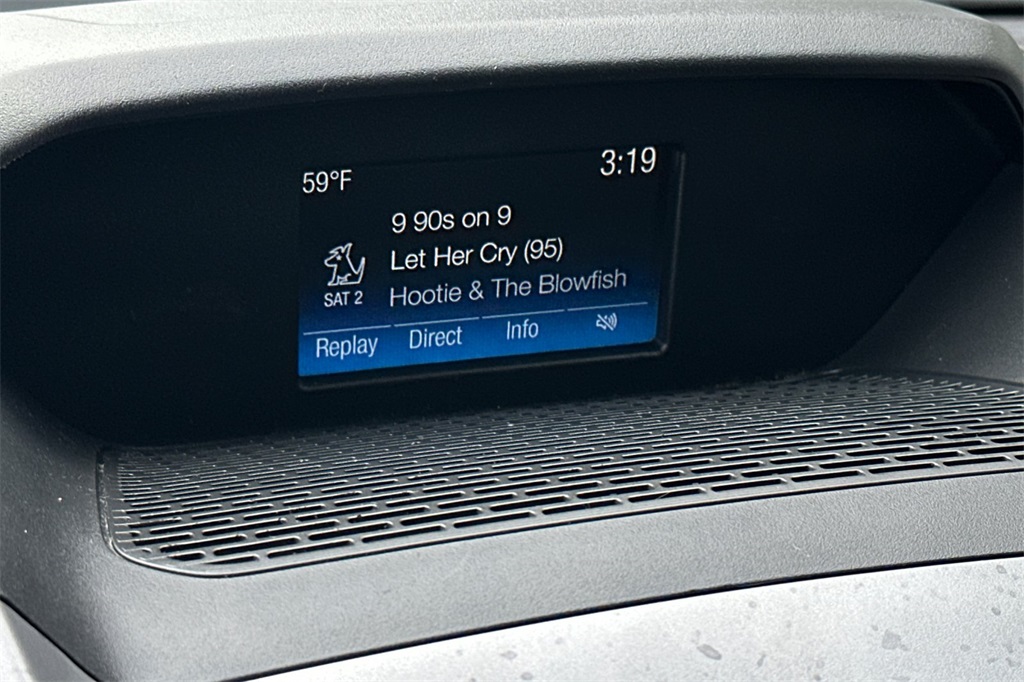 59°F 3:19
9 90s on 9
Let Her Cry (95)
SAT 2 Hootie & The Blowfish
Replay Direct Info